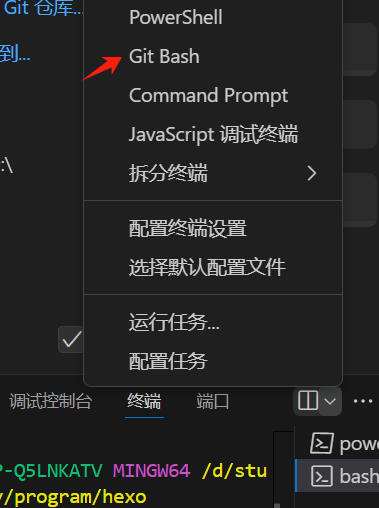 PowerShell
Git 仓库...
Git Bash
到...
Command Prompt
JavaScript 调试终端
:\
拆分终端
配置终端设置
选择默认配置文件
运行任务...
配置任务
调试控制台 终端 端口
P-Q5LNKATV MINGW64 /d/stu
y/program/hexo
powe
bash